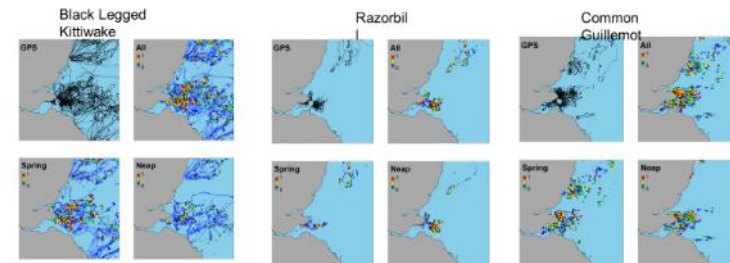 Black Legged
Kittiwake
Razorbil
l
Common
Guillemot
GPS
All
GPS
All
GPS
All
Spring
Neap
Spring
Neap
Spring
Neap